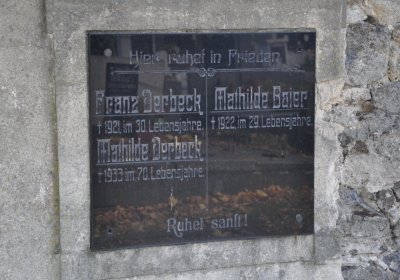 Hier ruhet in Frieden
Franz Derbeck
† 1921, im 30. Lebensjahre.
Mathilde Baier
† 1922, im 29. Lebensjahre.
Mathilde Derbeck
† 1933 im 70. Lebensjahre.
Ruhet sanft!